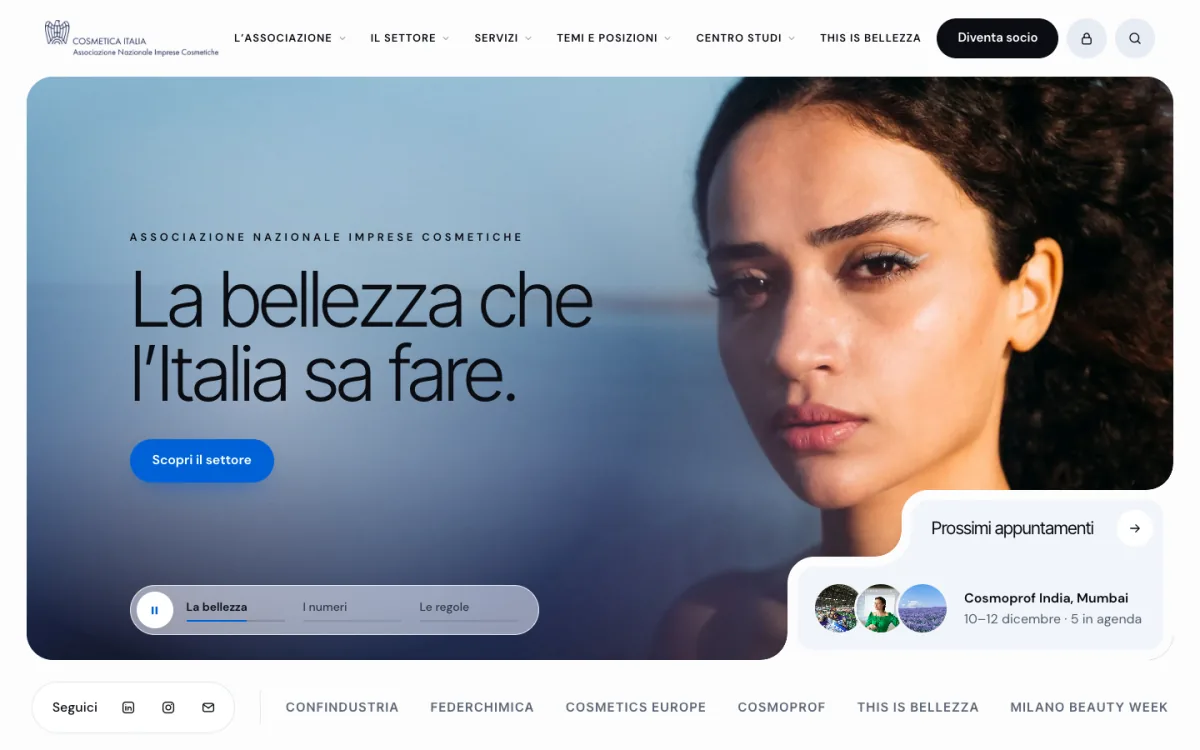 COSMETICA ITALIA
Associazione Nazionale Imprese Cosmetiche
L'ASSOCIAZIONE
IL SETTORE
SERVIZI
TEMI E POSIZIONI
CENTRO STUDI
THIS IS BELLEZZA
Diventa socio
ASSOCIAZIONE NAZIONALE IMPRESE COSMETICHE
La bellezza che
l'Italia sa fare.
Scopri il settore
La bellezza
I numeri
Le regole
Prossimi appuntamenti
Cosmoprof India, Mumbai
10–12 dicembre · 5 in agenda
Seguici
CONFINDUSTRIA
FEDERCHIMICA
COSMETICS EUROPE
COSMOPROF
THIS IS BELLEZZA
MILANO BEAUTY WEEK